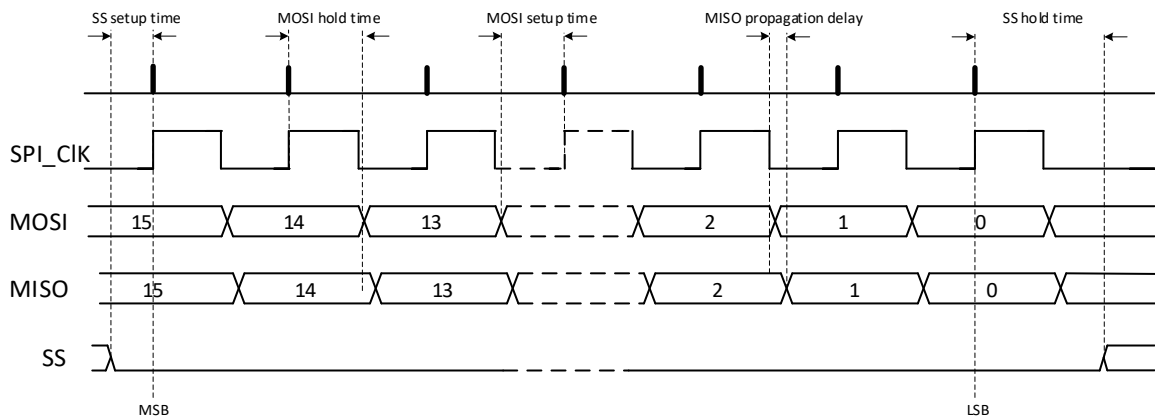 SS setup time MOSI hold time MOSI setup time MISO propagation delay SS hold time
SPI_ClK
MOSI 15 14 13 2 1 0
MISO 15 14 13 2 1 0
SS
MSB LSB